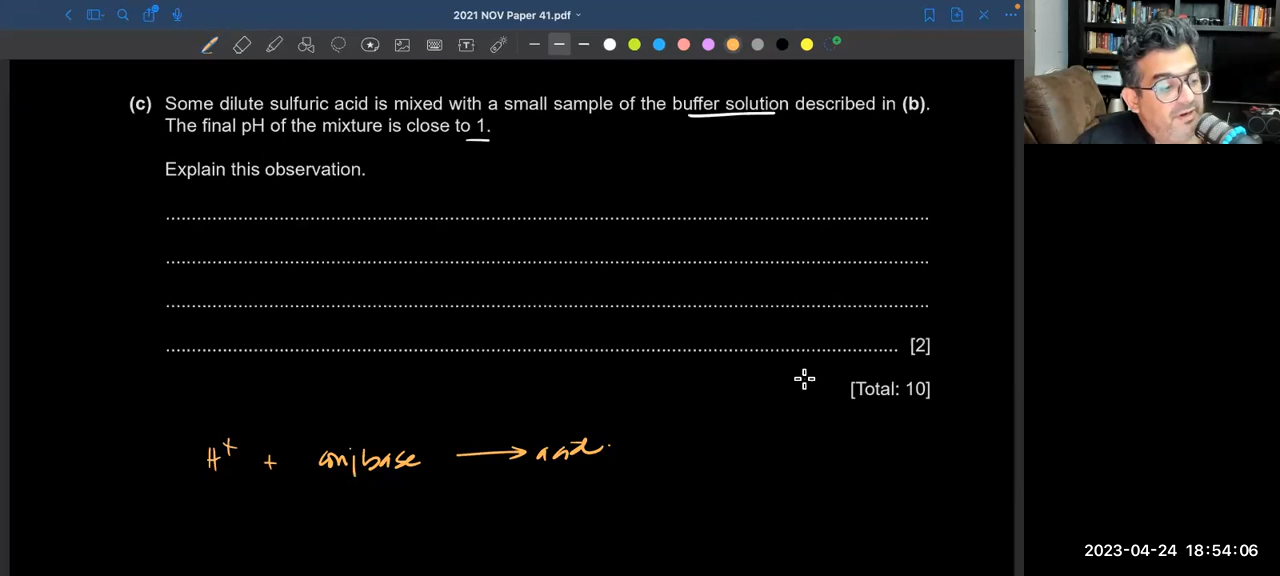 2021 NOV Paper 41.pdf
(c) Some dilute sulfuric acid is mixed with a small sample of the buffer solution described in (b).
The final pH of the mixture is close to 1.
Explain this observation.
[2]
[Total: 10]
H⁺ + conj base → acid.
2023-04-24 18:54:06